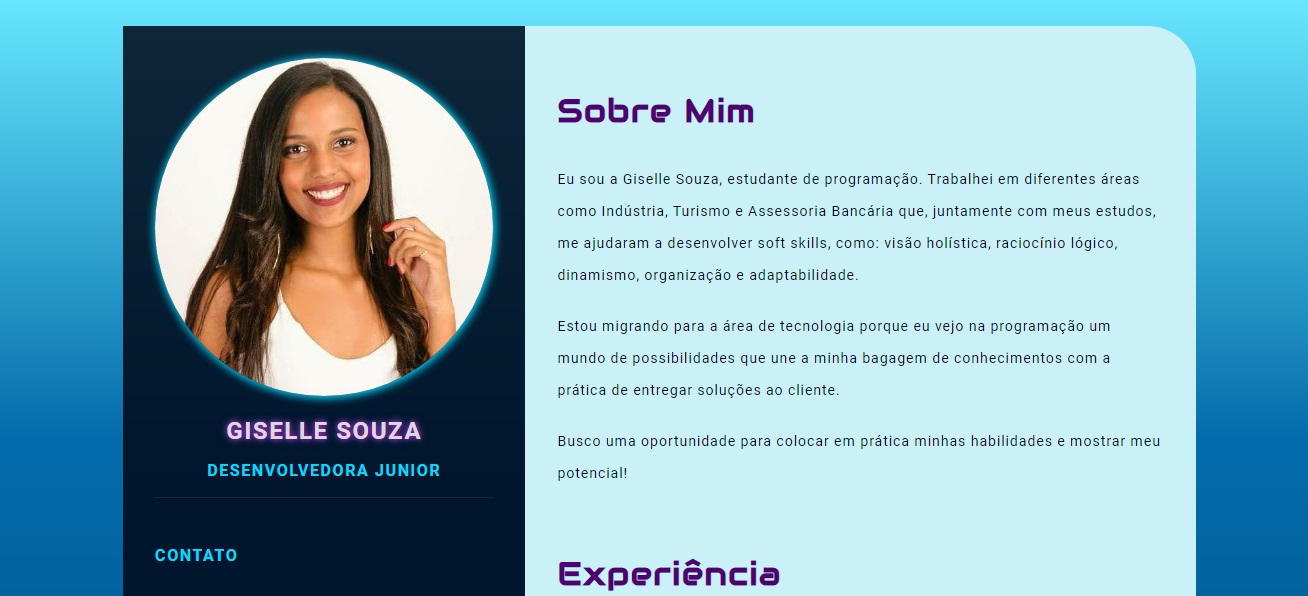 GISELLE SOUZA
DESENVOLVEDORA JUNIOR
CONTATO
Sobre Mim
Eu sou a Giselle Souza, estudante de programação. Trabalhei em diferentes áreas
como Indústria, Turismo e Assessoria Bancária que, juntamente com meus estudos,
me ajudaram a desenvolver soft skills, como: visão holística, raciocínio lógico,
dinamismo, organização e adaptabilidade.
Estou migrando para a área de tecnologia porque eu vejo na programação um
mundo de possibilidades que une a minha bagagem de conhecimentos com a
prática de entregar soluções ao cliente.
Busco uma oportunidade para colocar em prática minhas habilidades e mostrar meu
potencial!
Experiência